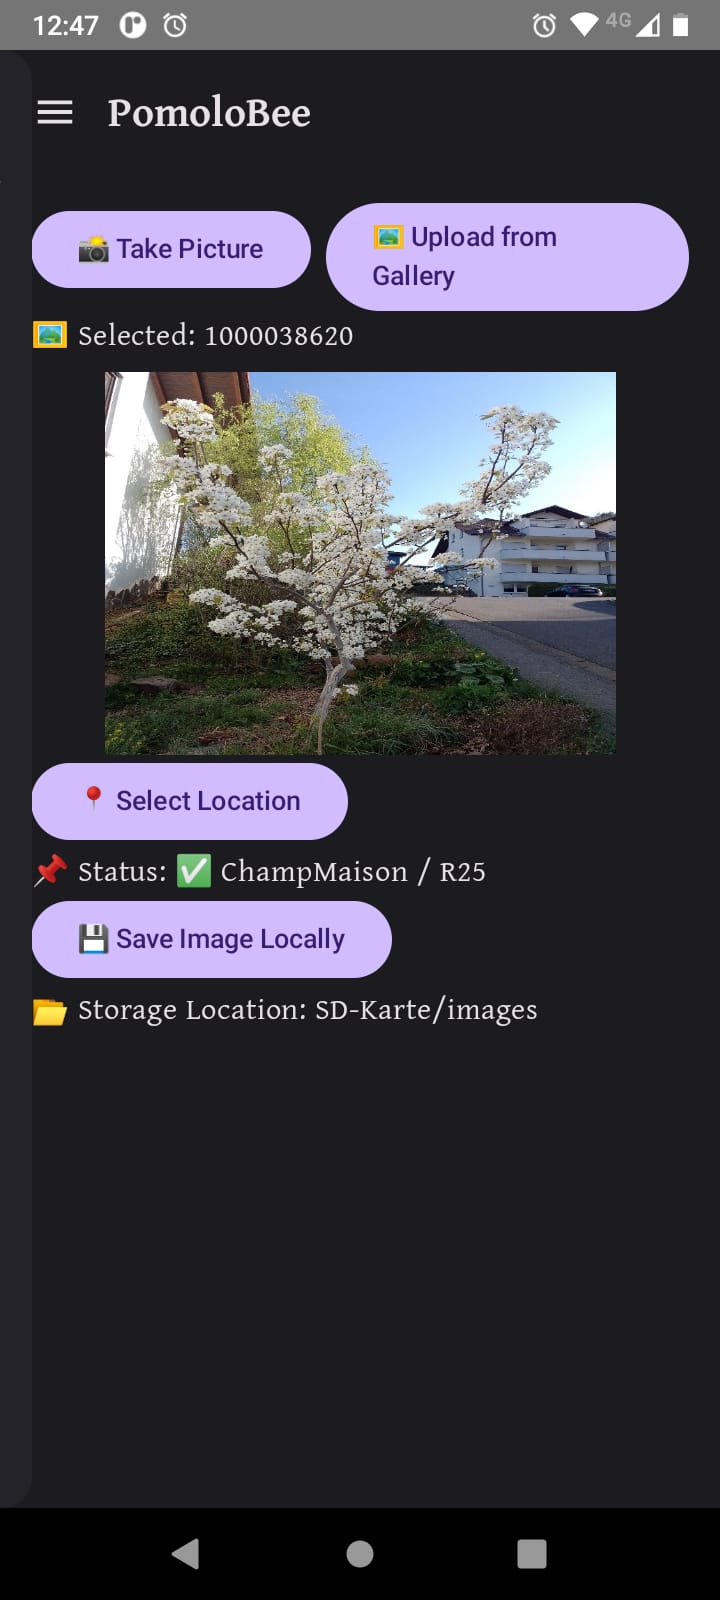 12:47
4G
PomoloBee
📸 Take Picture
🖼️ Upload from
Gallery
🖼️ Selected: 1000038620
📍 Select Location
📌 Status: ✅ ChampMaison / R25
💾 Save Image Locally
📂 Storage Location: SD-Karte/images